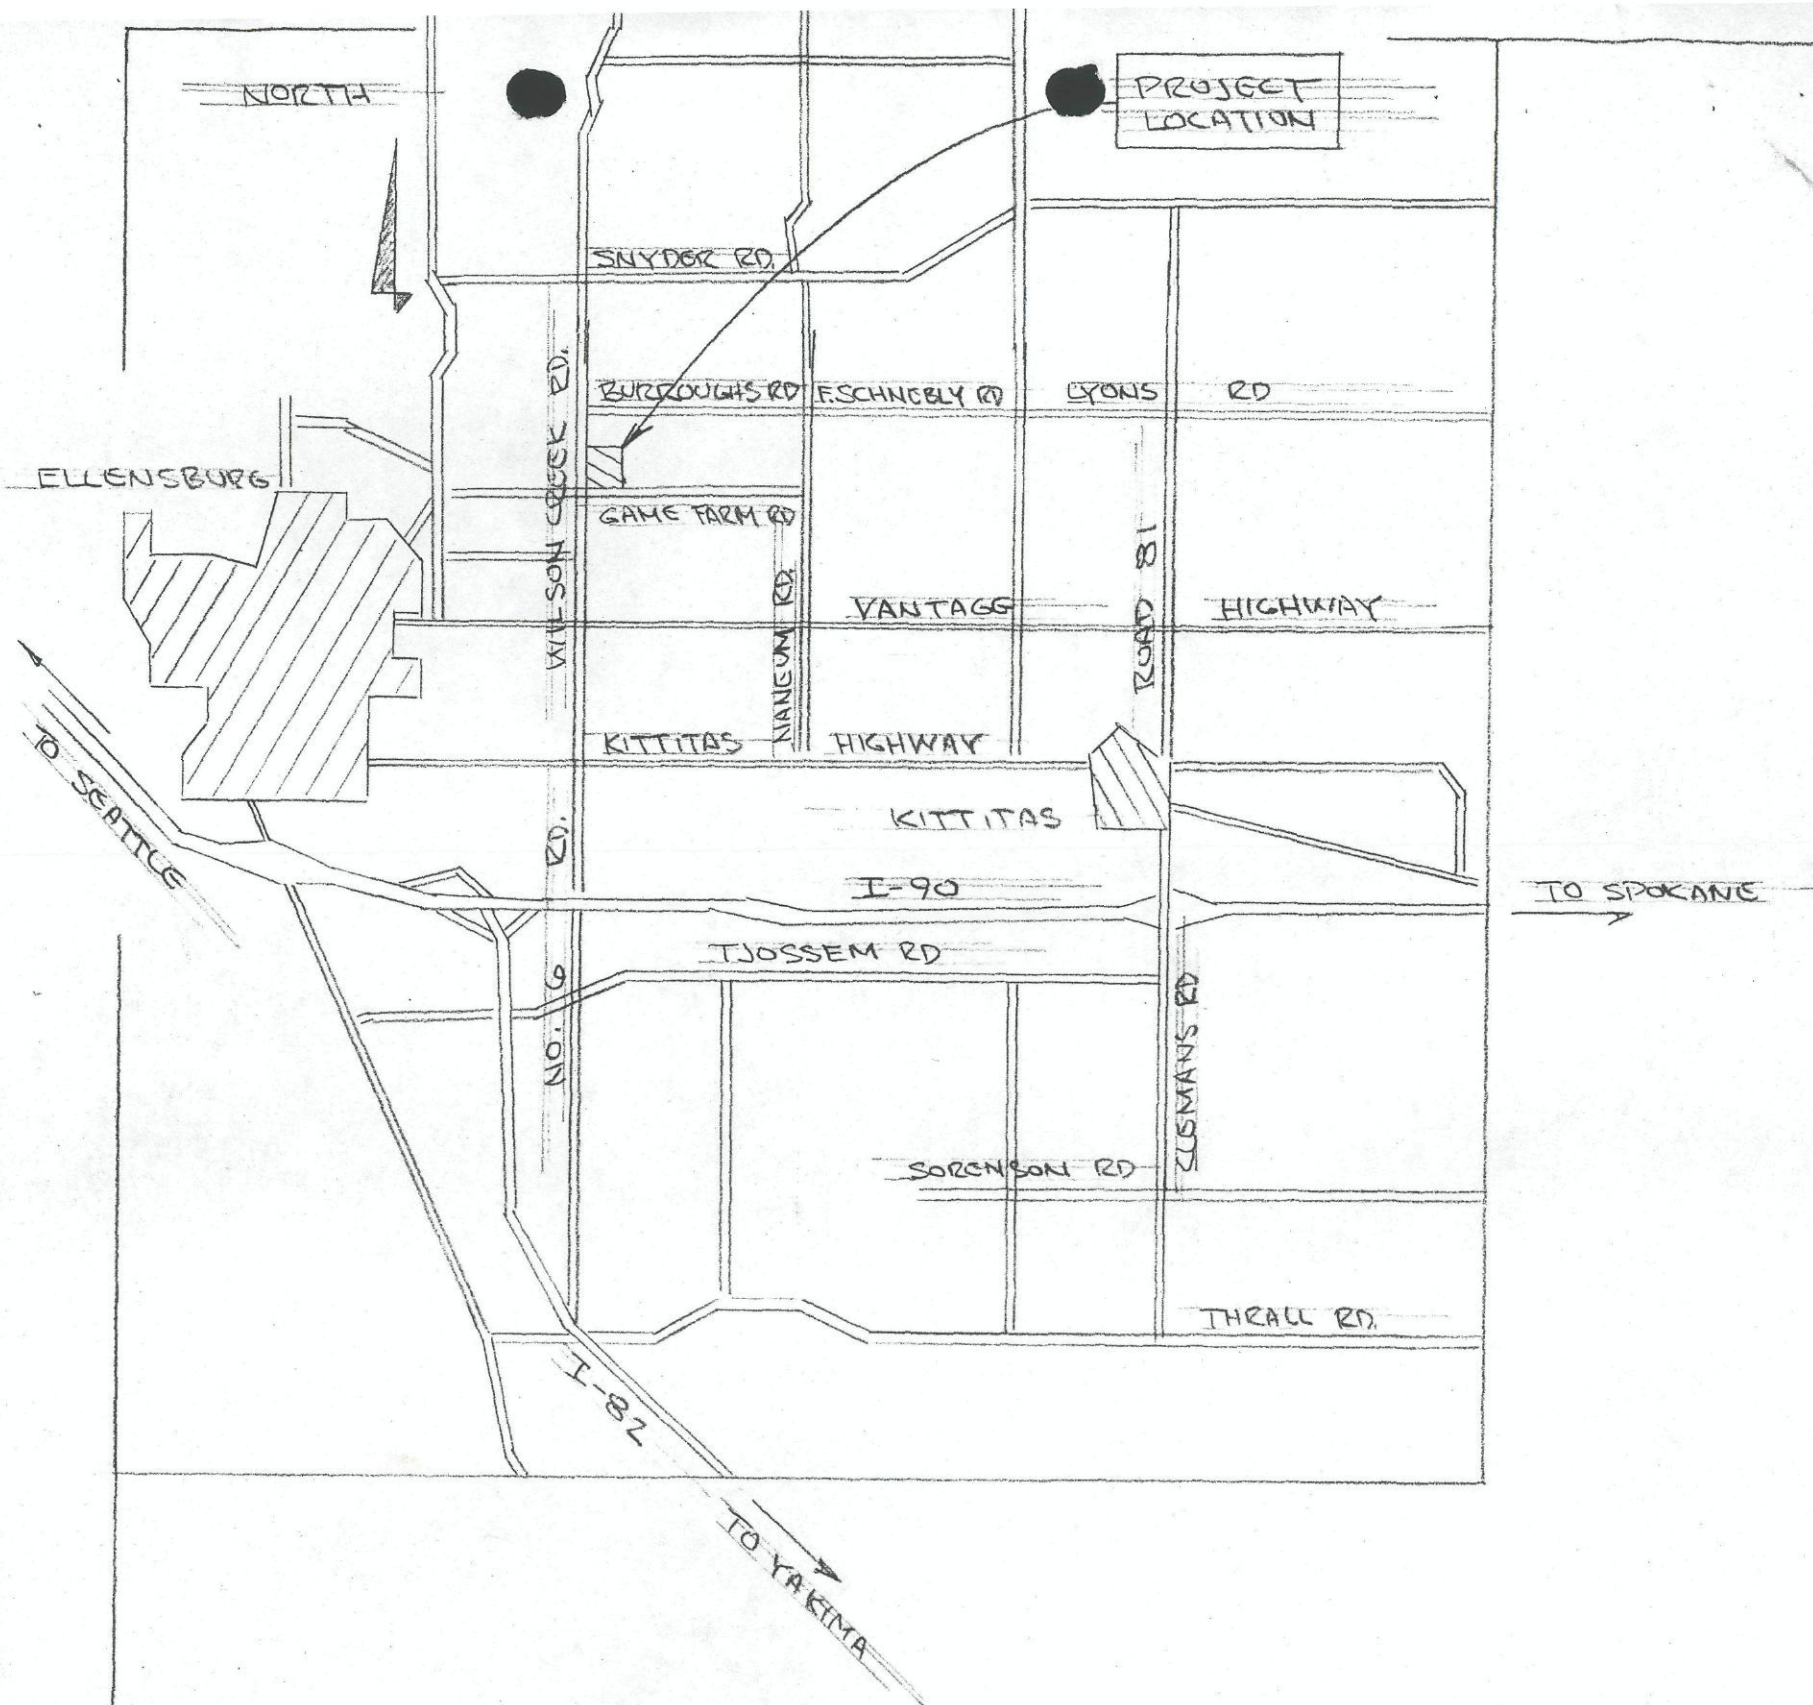 NORTH
PROJECT
LOCATION
SNYDER RD.
WILSON CREEK RD.
BURROUGHS RD
F. SCHNEBLY RD
LYONS RD
ELLENSBURG
GAME FARM RD
NANEUM RD.
ROAD 81
VANTAGE HIGHWAY
KITTITAS HIGHWAY
TO SEATTLE
KITTITAS
I-90
TO SPOKANE
NO. 6 RD.
TJOSSEM RD
RD
SORENSON RD
THRALL RD.
I-82
TO YAKIMA